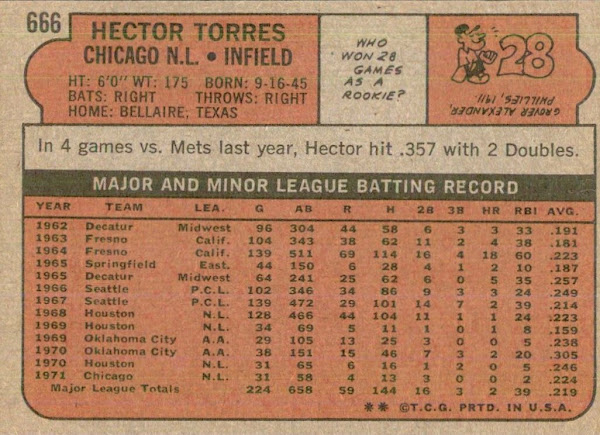 666
HECTOR TORRES
CHICAGO N.L. • INFIELD
HT: 6'0" WT: 175 BORN: 9-16-45
BATS: RIGHT THROWS: RIGHT
HOME: BELLAIRE, TEXAS
WHO
WON 28
GAMES
AS A
ROOKIE?
28
GROVER ALEXANDER,
PHILLIES, 1911
In 4 games vs. Mets last year, Hector hit .357 with 2 Doubles.
MAJOR AND MINOR LEAGUE BATTING RECORD
YEAR TEAM LEA. G AB R H 2B 3B HR RBI AVG.
1962 Decatur Midwest 96 304 44 58 6 3 3 33 .191
1963 Fresno Calif. 104 343 38 62 11 2 4 38 .181
1964 Fresno Calif. 139 511 69 114 16 4 18 60 .223
1965 Springfield East. 44 150 6 28 4 1 2 10 .187
1965 Decatur Midwest 64 241 25 62 6 0 5 35 .257
1966 Seattle P.C.L. 102 346 34 86 9 3 3 24 .249
1967 Seattle P.C.L. 139 472 29 101 14 7 2 39 .214
1968 Houston N.L. 128 466 44 104 11 1 1 24 .223
1969 Houston N.L. 34 69 5 11 1 0 1 8 .159
1969 Oklahoma City A.A. 29 105 13 25 3 0 0 5 .238
1970 Oklahoma City A.A. 38 151 15 46 7 3 2 20 .305
1970 Houston N.L. 31 65 6 16 1 2 0 5 .246
1971 Chicago N.L. 31 58 4 13 3 0 0 2 .224
Major League Totals 224 658 59 144 16 3 2 39 .219
** © T.C.G. PRTD. IN U.S.A.